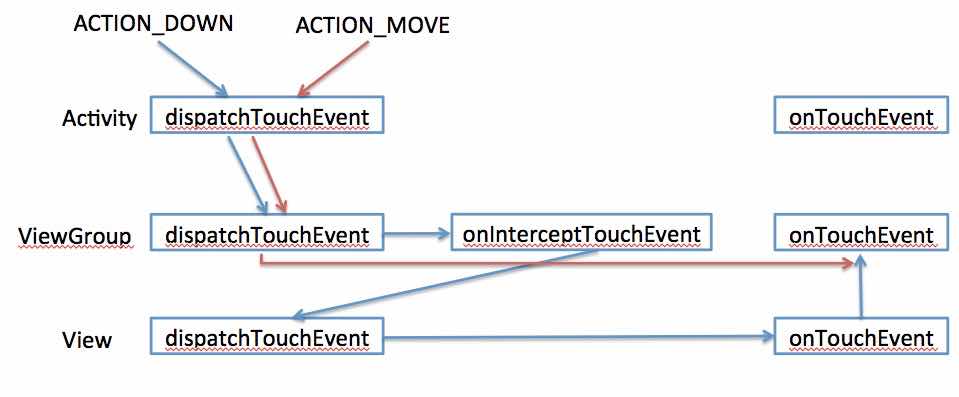 ACTION_DOWN ACTION_MOVE
Activity dispatchTouchEvent onTouchEvent
ViewGroup dispatchTouchEvent onInterceptTouchEvent onTouchEvent
View dispatchTouchEvent onTouchEvent